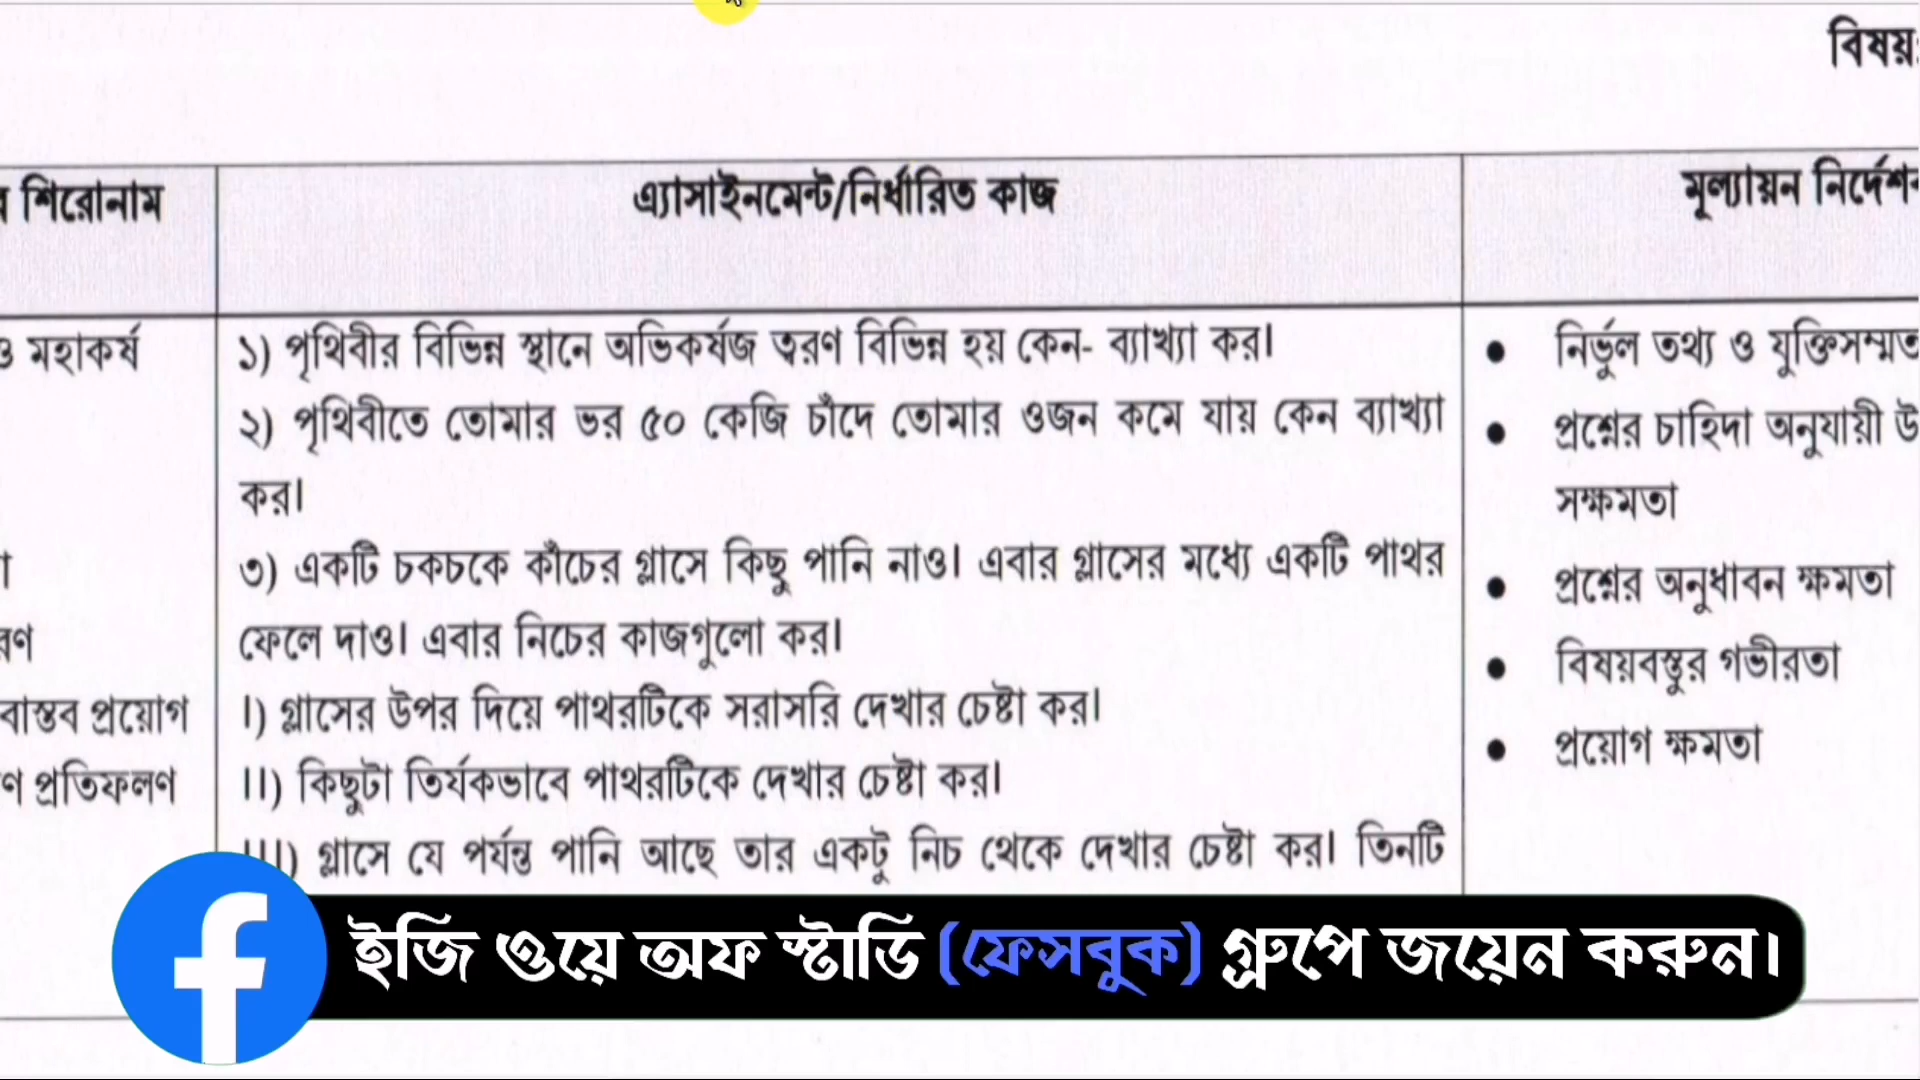 বিষয়:
শিরোনাম
এ্যাসাইনমেন্ট/নির্ধারিত কাজ
মূল্যায়ন
ও মহাকর্ষ
বাস্তব প্রয়োগ
প্রতিফলণ
১) পৃথিবীর বিভিন্ন স্থানে অভিকর্ষজ ত্বরণ বিভিন্ন হয় কেন- ব্যাখ্যা কর।
২) পৃথিবীতে তোমার ভর ৫০ কেজি চাঁদে তোমার ওজন কমে যায় কেন ব্যাখ্যা
কর।
৩) একটি চকচকে কাঁচের গ্লাসে কিছু পানি নাও। এবার গ্লাসের মধ্যে একটি পাথর
ফেলে দাও। এবার নিচের কাজগুলো কর।
I) গ্লাসের উপর দিয়ে পাথরটিকে সরাসরি দেখার চেষ্টা কর।
II) কিছুটা তির্যকভাবে পাথরটিকে দেখার চেষ্টা কর।
III) গ্লাসে যে পর্যন্ত পানি আছে তার একটু নিচ থেকে দেখার চেষ্টা কর। তিনটি
• নির্ভুল তথ্য ও যুক্তিসম্মত
• প্রশ্নের চাহিদা অনুযায়ী
সক্ষমতা
• প্রশ্নের অনুধাবন ক্ষমতা
• বিষয়বস্তুর গভীরতা
• প্রয়োগ ক্ষমতা
ইজি ওয়ে অফ স্টাডি (ফেসবুক) গ্রুপে জয়েন করুন।